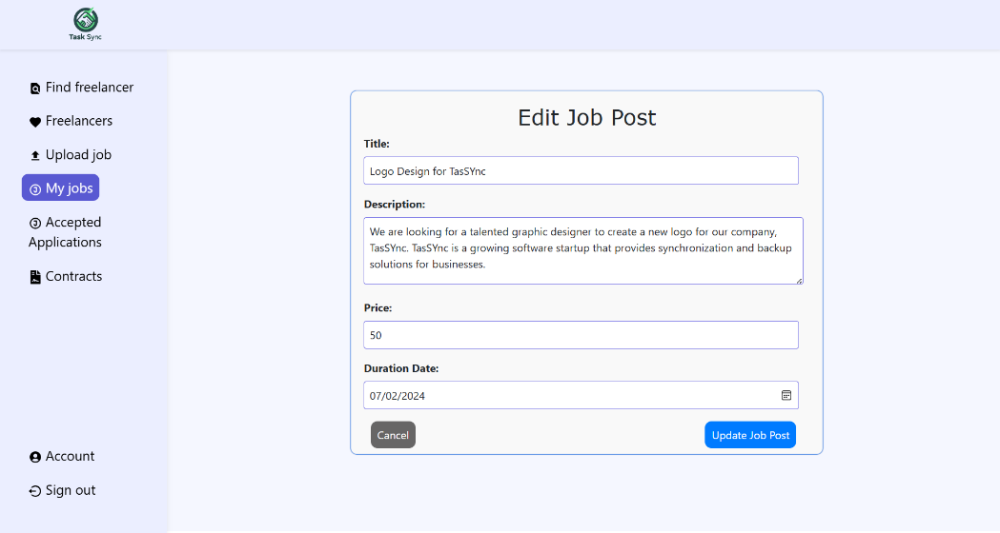 Task Sync
Find freelancer
Freelancers
Upload job
My jobs
Accepted
Applications
Contracts
Account
Sign out
Edit Job Post
Title:
Logo Design for TasSYnc
Description:
We are looking for a talented graphic designer to create a new logo for our company,
TasSYnc. TasSYnc is a growing software startup that provides synchronization and backup
solutions for businesses.
Price:
50
Duration Date:
07/02/2024
Cancel
Update Job Post